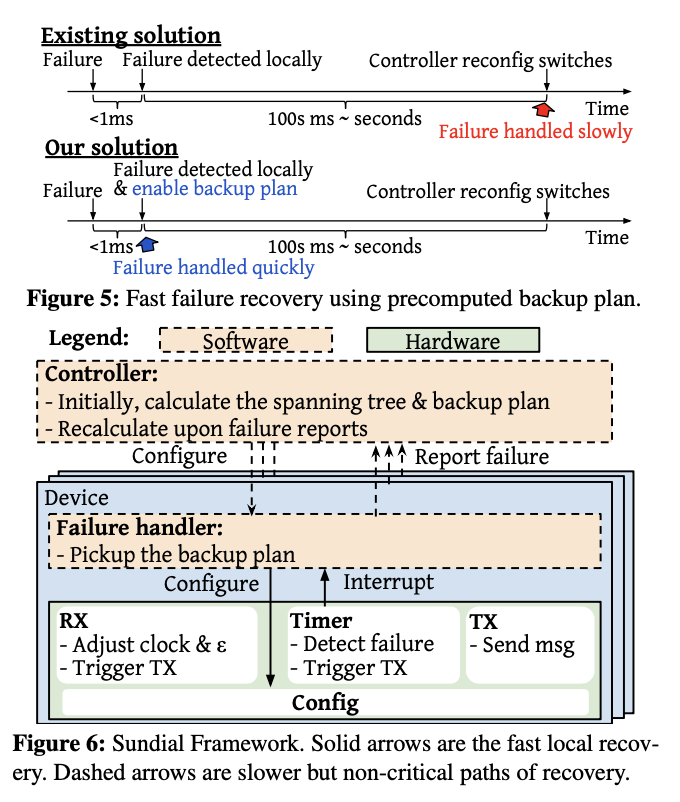 Existing solution
Failure Failure detected locally Controller reconfig switches
<1ms 100s ms ~ seconds Time
Failure handled slowly
Our solution
Failure detected locally
Failure & enable backup plan Controller reconfig switches
<1ms 100s ms ~ seconds Time
Failure handled quickly
Figure 5: Fast failure recovery using precomputed backup plan.
Legend: Software Hardware
Controller:
- Initially, calculate the spanning tree & backup plan
- Recalculate upon failure reports
Configure Report failure
Device
Failure handler:
- Pickup the backup plan
Configure Interrupt
RX
- Adjust clock & ε
- Trigger TX
Timer
- Detect failure
- Trigger TX
TX
- Send msg
Config
Figure 6: Sundial Framework. Solid arrows are the fast local recov-
ery. Dashed arrows are slower but non-critical paths of recovery.